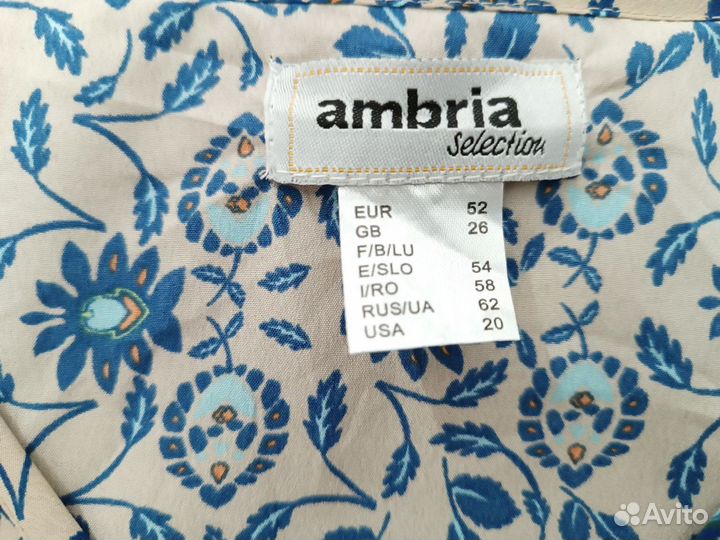 ambria
Selection
EUR 52
GB 26
F/B/LU
E/SLO 54
I/RO 58
RUS/UA 62
USA 20
Avito